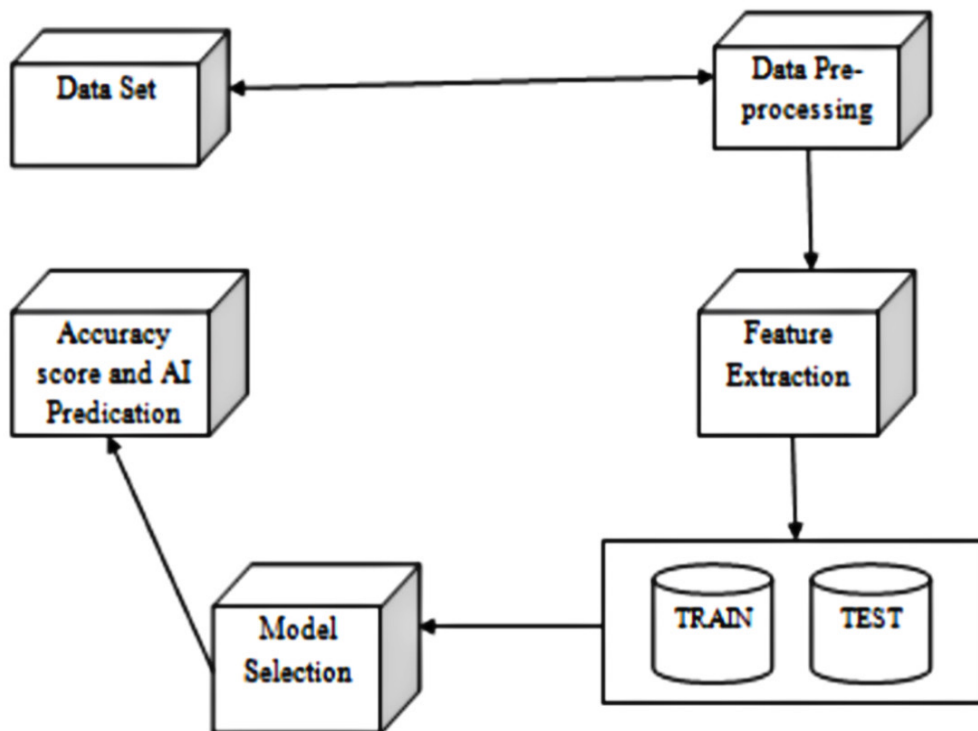 Data Set
Data Pre-
processing
Accuracy
score and AI
Predication
Feature
Extraction
TRAIN
TEST
Model
Selection